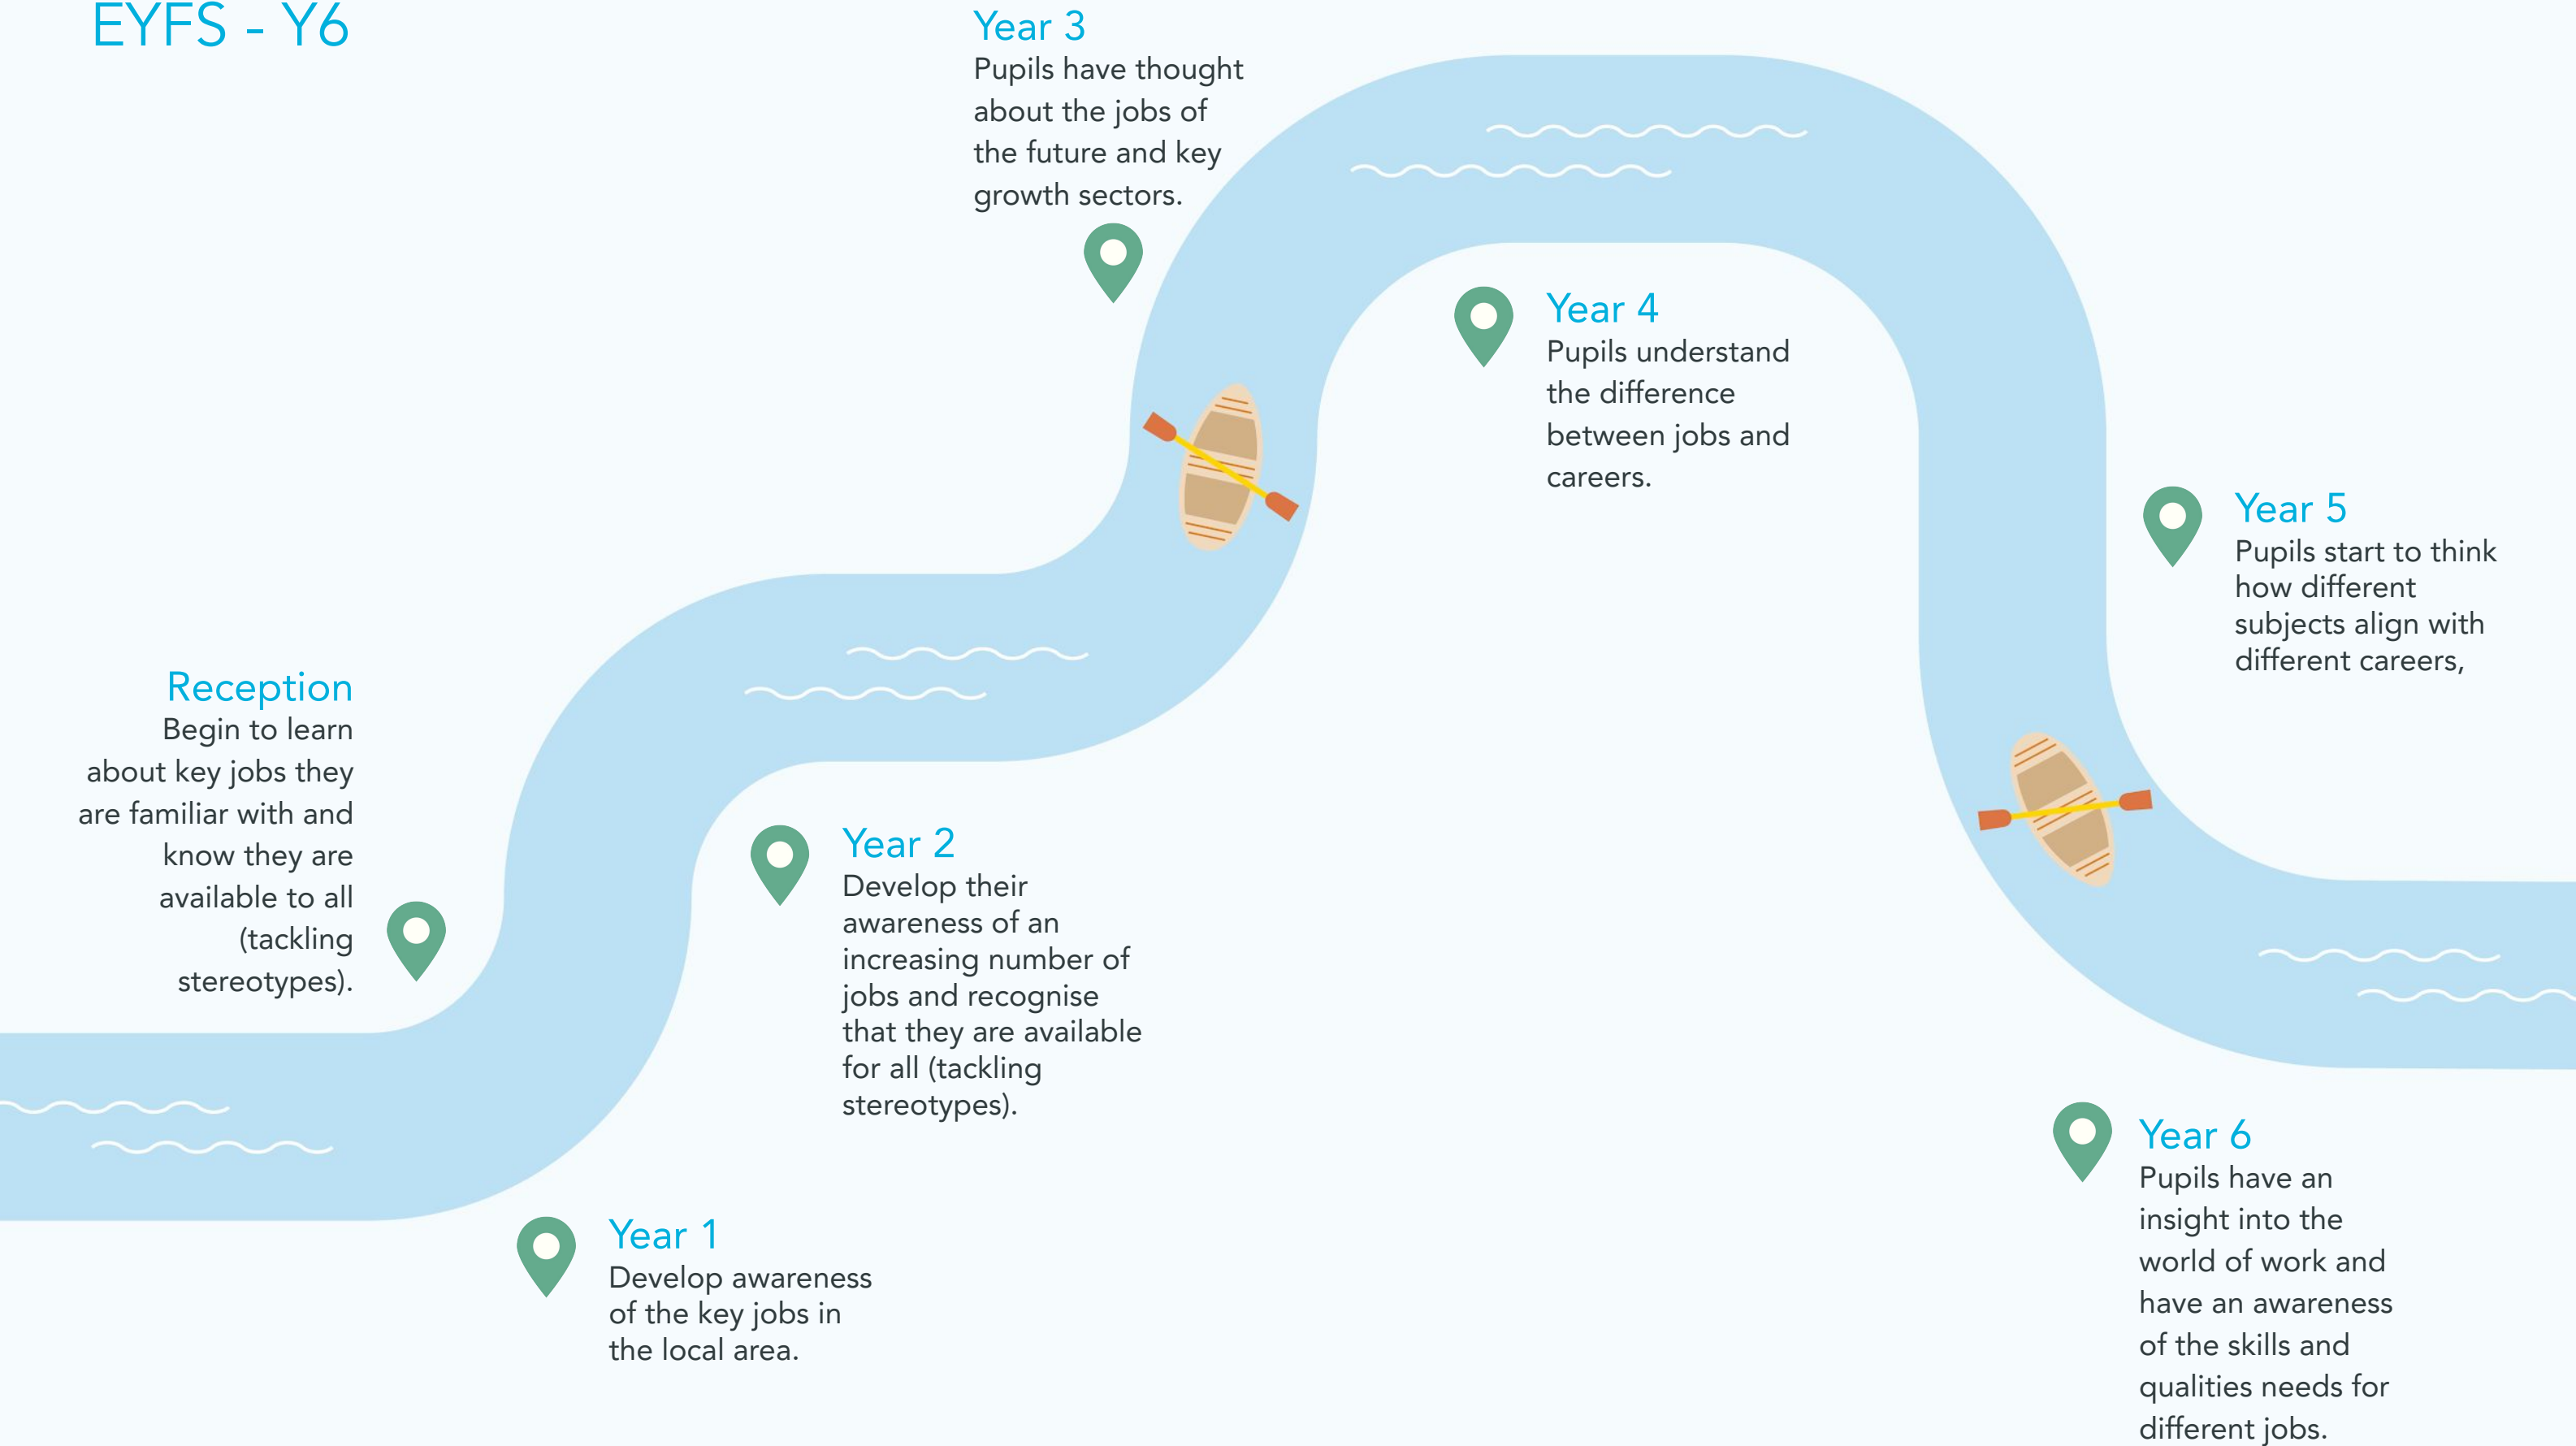 EYFS - Y6
Reception
Begin to learn
about key jobs they
are familiar with and
know they are
available to all
(tackling
stereotypes).
Year 1
Develop awareness
of the key jobs in
the local area.
Year 2
Develop their
awareness of an
increasing number of
jobs and recognise
that they are available
for all (tackling
stereotypes).
Year 3
Pupils have thought
about the jobs of
the future and key
growth sectors.
Year 4
Pupils understand
the difference
between jobs and
careers.
Year 5
Pupils start to think
how different
subjects align with
different careers,
Year 6
Pupils have an
insight into the
world of work and
have an awareness
of the skills and
qualities needs for
different jobs.